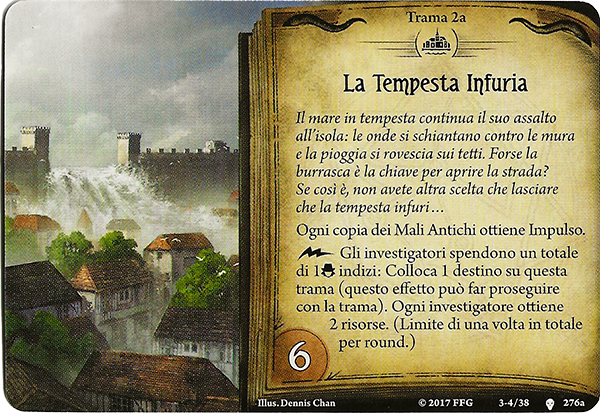 Trama 2a
La Tempesta Infuria
Il mare in tempesta continua il suo assalto
all'isola: le onde si schiantano contro le mura
e la pioggia si rovescia sui tetti. Forse la
burrasca è la chiave per aprire la strada?
Se così è, non avete altra scelta che lasciare
che la tempesta infuri…
Ogni copia dei Mali Antichi ottiene Impulso.
Gli investigatori spendono un totale
di 1 indizi: Colloca 1 destino su questa
trama (questo effetto può far proseguire
con la trama). Ogni investigatore ottiene
2 risorse. (Limite di una volta in totale
per round.)
6
Illus. Dennis Chan
© 2017 FFG
3-4/38
276a